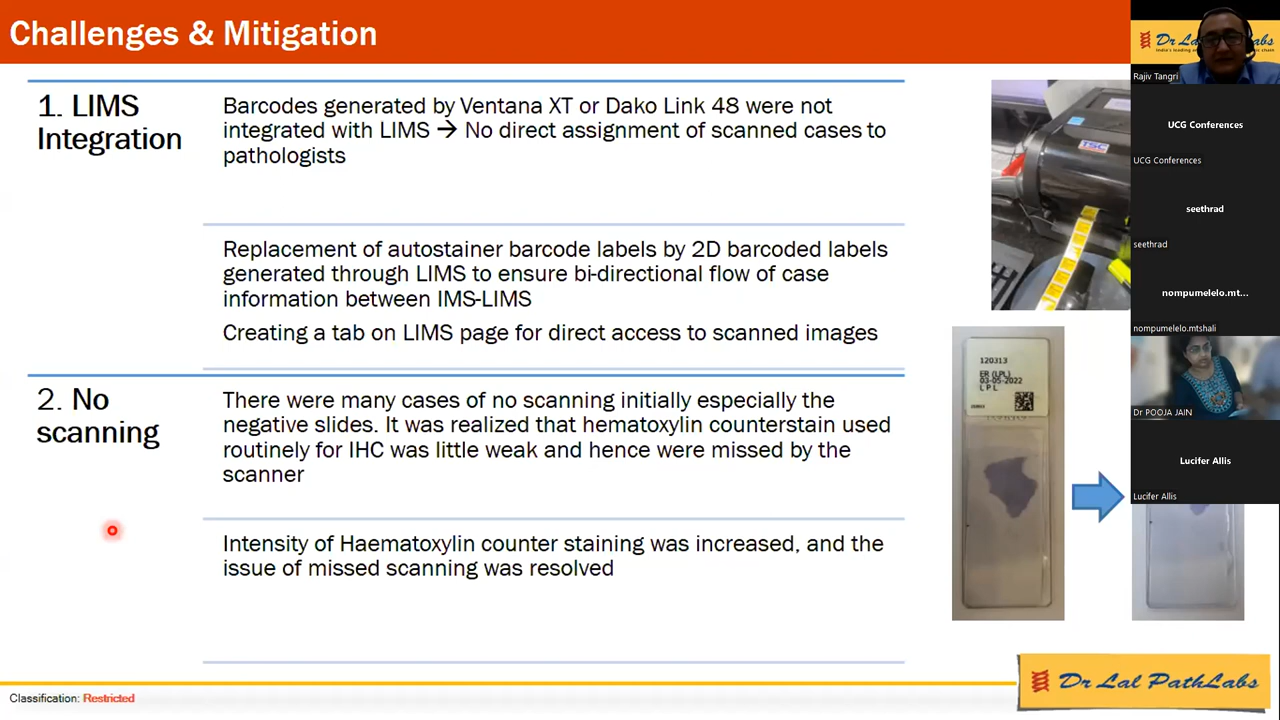 Challenges & Mitigation
1. LIMS
Integration
Barcodes generated by Ventana XT or Dako Link 48 were not
integrated with LIMS → No direct assignment of scanned cases to
pathologists
Replacement of autostainer barcode labels by 2D barcoded labels
generated through LIMS to ensure bi-directional flow of case
information between IMS-LIMS
Creating a tab on LIMS page for direct access to scanned images
2. No
scanning
There were many cases of no scanning initially especially the
negative slides. It was realized that hematoxylin counterstain used
routinely for IHC was little weak and hence were missed by the
scanner
Intensity of Haematoxylin counter staining was increased, and the
issue of missed scanning was resolved
TSC
120313
ER (LPL)
03-05-2022
L P L
Rajiv Tangri
UCG Conferences
UCG Conferences
seethrad
seethrad
nompumelelo.mt...
nompumelelo.mtshali
Dr POOJA JAIN
Lucifer Allis
Lucifer Allis
Classification: Restricted
Dr Lal PathLabs